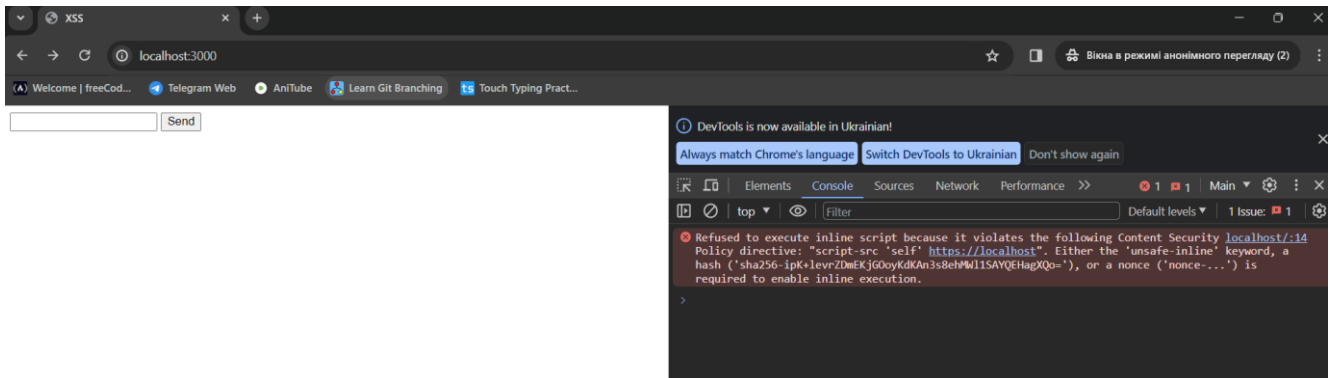 XSS
localhost:3000
Вікна в режимі анонімного перегляду (2)
Welcome | freeCod... Telegram Web AniTube Learn Git Branching Touch Typing Pract...
Send
DevTools is now available in Ukrainian!
Always match Chrome's language Switch DevTools to Ukrainian Don't show again
Elements Console Sources Network Performance 1 1 Main
top Filter Default levels 1 Issue: 1
Refused to execute inline script because it violates the following Content Security localhost/:14
Policy directive: "script-src 'self' https://localhost". Either the 'unsafe-inline' keyword, a
hash ('sha256-ipK+levrZDmEKjGOoyKdKAn3s8ehMWl1SAYQEHagXQo='), or a nonce ('nonce-...') is
required to enable inline execution.